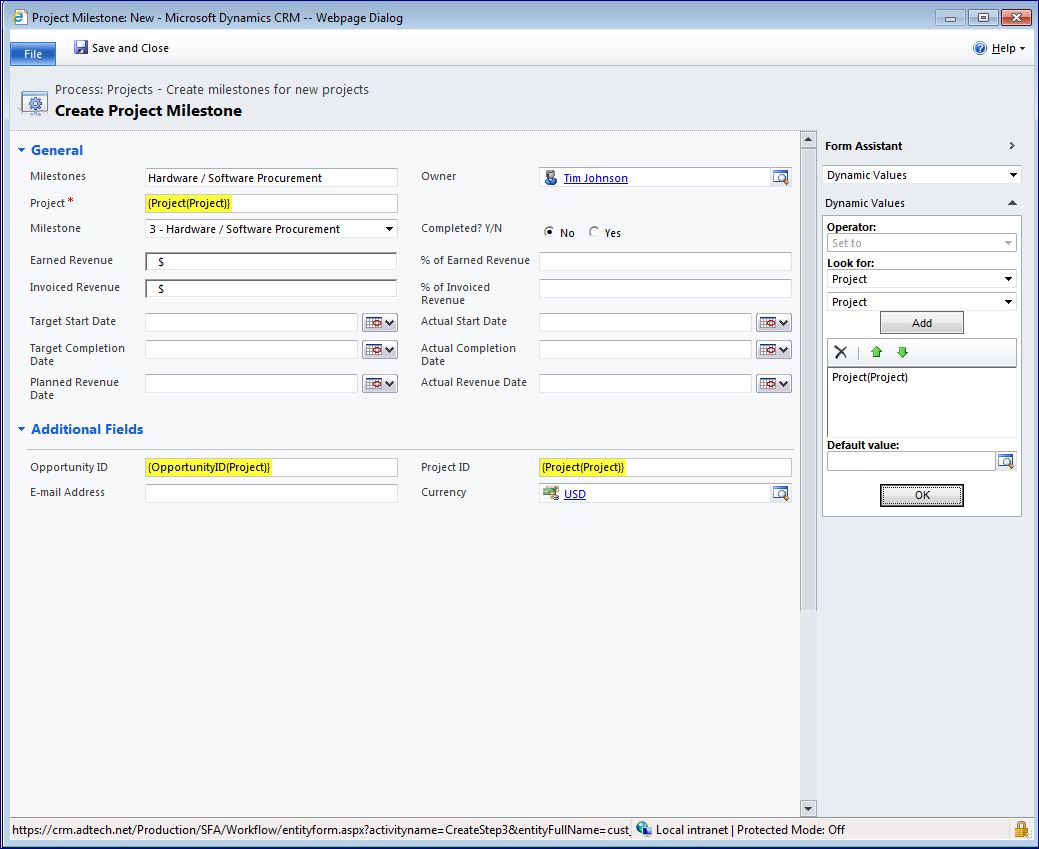 Project Milestone: New - Microsoft Dynamics CRM -- Webpage Dialog
File
Save and Close
Help
Process: Projects - Create milestones for new projects
Create Project Milestone
General
Milestones
Hardware / Software Procurement
Owner
Tim Johnson
Project *
{Project(Project)}
Milestone
3 - Hardware / Software Procurement
Completed? Y/N
No
Yes
Earned Revenue
$
% of Earned Revenue
Invoiced Revenue
$
% of Invoiced
Revenue
Target Start Date
Actual Start Date
Target Completion
Date
Actual Completion
Date
Planned Revenue
Date
Actual Revenue Date
Additional Fields
Opportunity ID
{OpportunityID(Project)}
Project ID
{Project(Project)}
E-mail Address
Currency
USD
Form Assistant
Dynamic Values
Dynamic Values
Operator:
Set to
Look for:
Project
Project
Add
Project(Project)
Default value:
OK
https://crm.adtech.net/Production/SFA/Workflow/entityform.aspx?activityname=CreateStep3&entityFullName=cust_
Local intranet | Protected Mode: Off